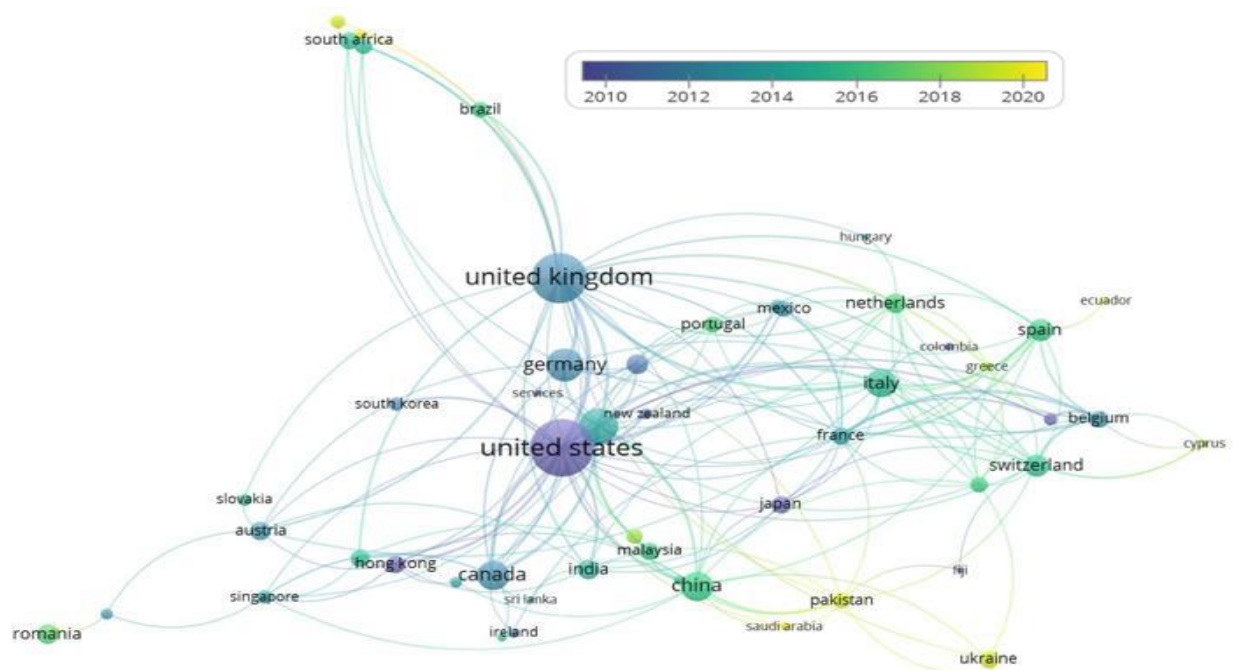 south africa
2010 2012 2014 2016 2018 2020
brazil
hungary
united kingdom
ecuador
netherlands
mexico
portugal
spain
colombia
germany
greece
italy
services
south korea
new zealand
belgium
france
united states
cyprus
switzerland
slovakia
japan
austria
malaysia
hong kong
india
fiji
canada
china
singapore
sri lanka
pakistan
saudi arabia
ireland
romania
ukraine